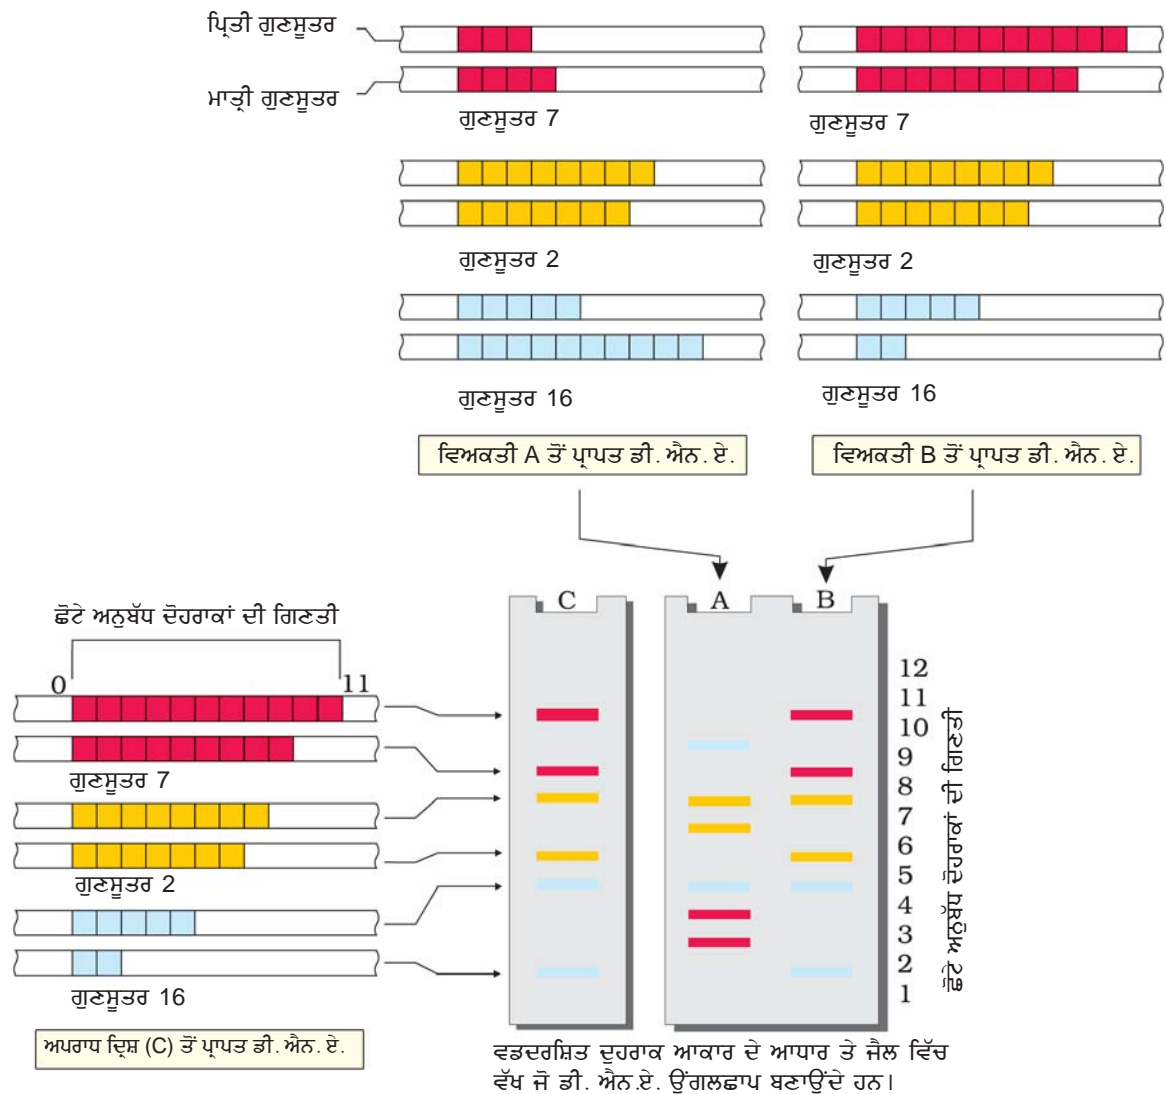 ਪ੍ਰਿਤੀ ਗੁਣਸੂਤਰ
ਮਾਤ੍ਰੀ ਗੁਣਸੂਤਰ
ਗੁਣਸੂਤਰ 7
ਗੁਣਸੂਤਰ 7
ਗੁਣਸੂਤਰ 2
ਗੁਣਸੂਤਰ 2
ਗੁਣਸੂਤਰ 16
ਗੁਣਸੂਤਰ 16
ਵਿਅਕਤੀ A ਤੋਂ ਪ੍ਰਾਪਤ ਡੀ. ਐਨ. ਏ.
ਵਿਅਕਤੀ B ਤੋਂ ਪ੍ਰਾਪਤ ਡੀ. ਐਨ. ਏ.
ਛੋਟੇ ਅਨੁਬੱਧ ਦੋਹਰਾਕਾਂ ਦੀ ਗਿਣਤੀ
0 11
ਗੁਣਸੂਤਰ 7
ਗੁਣਸੂਤਰ 2
ਗੁਣਸੂਤਰ 16
ਅਪਰਾਧ ਦ੍ਰਿਸ਼ (C) ਤੋਂ ਪ੍ਰਾਪਤ ਡੀ. ਐਨ. ਏ.
C
A B
12
11
10
9
8
7
6
5
4
3
2
1
ਛੋਟੇ ਅਨੁਬੱਧ ਦੋਹਰਾਕਾਂ ਦੀ ਗਿਣਤੀ
ਵਡਦਰਸ਼ਿਤ ਦੁਹਰਾਕ ਆਕਾਰ ਦੇ ਆਧਾਰ ਤੇ ਜੈਲ ਵਿੱਚ
ਵੱਖ ਜੋ ਡੀ. ਐਨ.ਏ. ਉਂਗਲਛਾਪ ਬਣਾਉਂਦੇ ਹਨ।